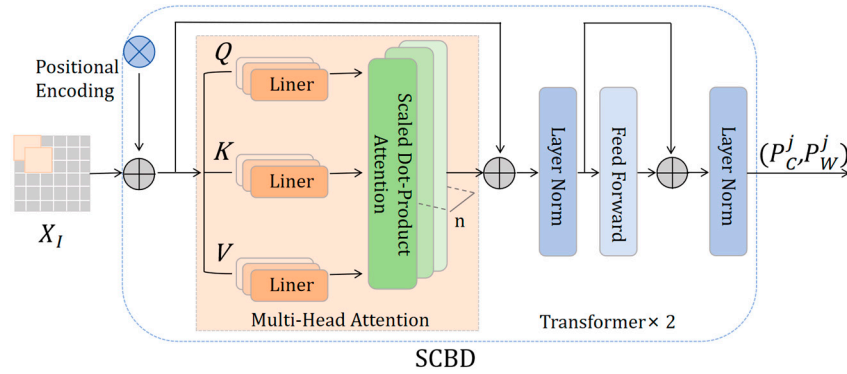 Positional
Encoding
X_I
Q
K
V
Liner
Liner
Liner
Scaled Dot-Product
Attention
n
Multi-Head Attention
Layer Norm
Feed Forward
Layer Norm
Transformer× 2
(P_C^j,P_W^j)
SCBD